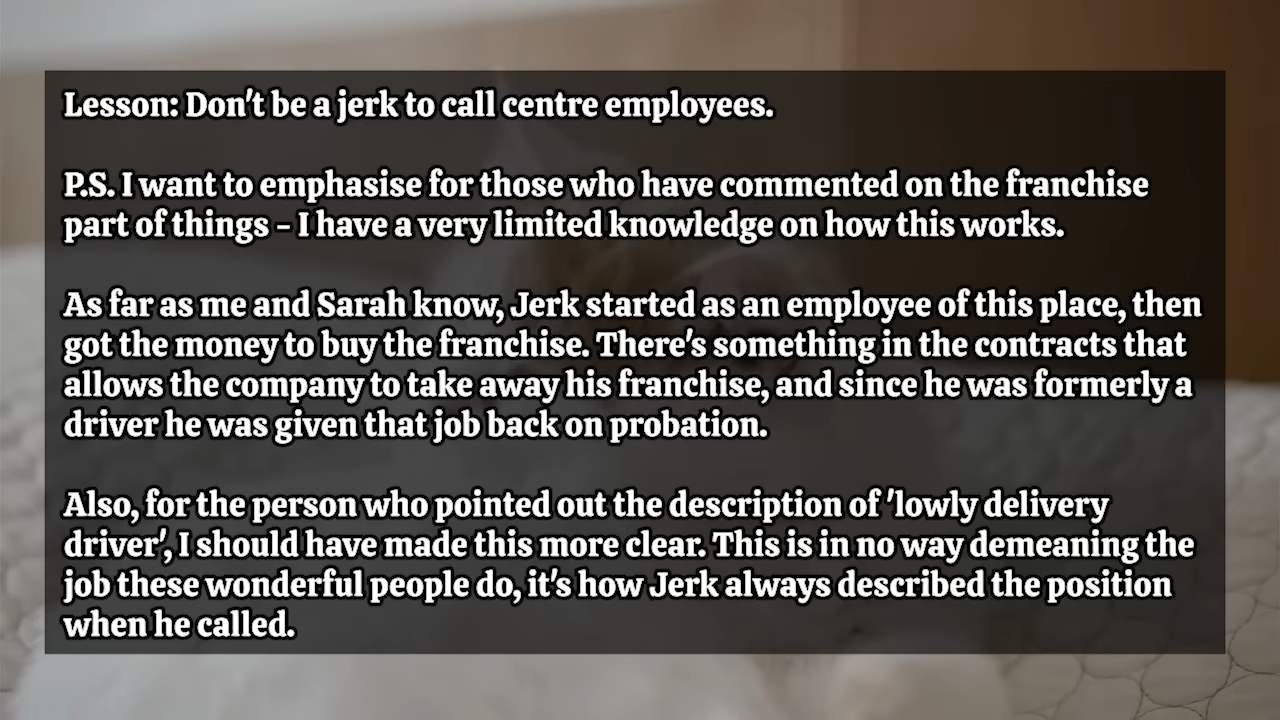 Lesson: Don't be a jerk to call centre employees.
P.S. I want to emphasise for those who have commented on the franchise
part of things - I have a very limited knowledge on how this works.
As far as me and Sarah know, Jerk started as an employee of this place, then
got the money to buy the franchise. There's something in the contracts that
allows the company to take away his franchise, and since he was formerly a
driver he was given that job back on probation.
Also, for the person who pointed out the description of 'lowly delivery
driver', I should have made this more clear. This is in no way demeaning the
job these wonderful people do, it's how Jerk always described the position
when he called.